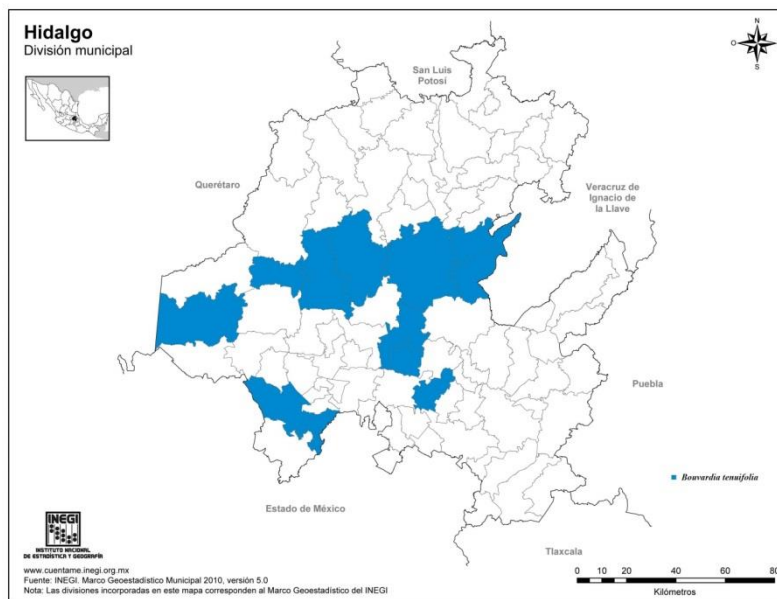 Hidalgo
División municipal
N
O
E
S
San Luis
Potosí
Querétaro
Veracruz de
Ignacio de
la Llave
Puebla
Bouvardia tenuifolia
Estado de México
Tlaxcala
INEGI
INSTITUTO NACIONAL
DE ESTADÍSTICA Y GEOGRAFÍA
www.cuentame.inegi.org.mx
Fuente: INEGI. Marco Geoestadístico Municipal 2010, versión 5.0
Nota: Las divisiones incorporadas en este mapa corresponden al Marco Geoestadístico del INEGI
0 20 40 60 80
Kilómetros